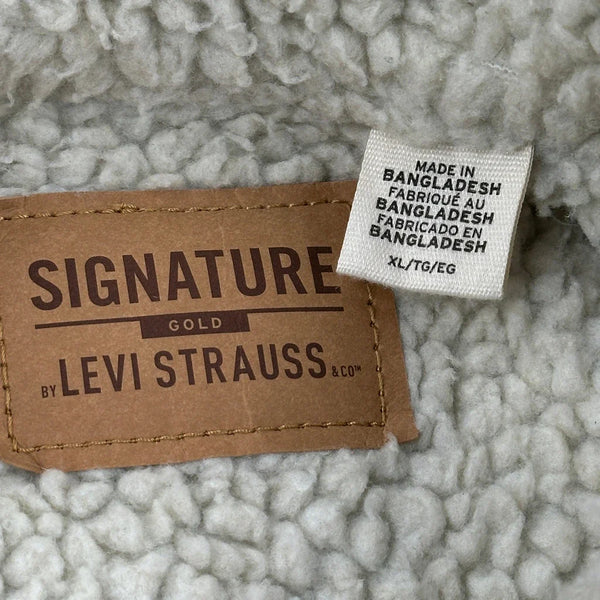 SIGNATURE
GOLD
BY LEVI STRAUSS & CO™
MADE IN
BANGLADESH
FABRIQUÉ AU
BANGLADESH
FABRICADO EN
BANGLADESH
XL/TG/EG